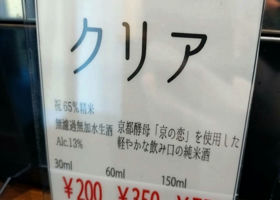 クリア
祝 65%精米
無濾過無加水生酒 京都酵母「京の恋」を使用した
Alc.13% 軽やかな飲み口の純米酒
30ml 60ml 150ml
¥200 ¥350